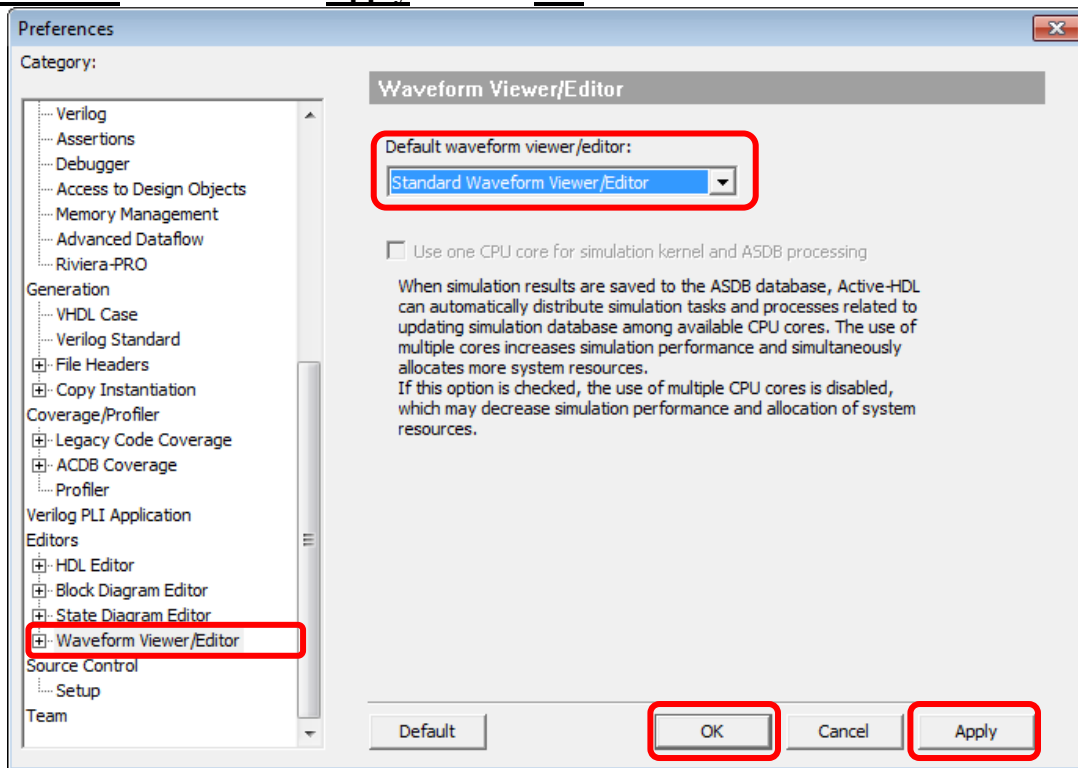 Preferences
Category:
Verilog
Assertions
Debugger
Access to Design Objects
Memory Management
Advanced Dataflow
Riviera-PRO
Generation
VHDL Case
Verilog Standard
File Headers
Copy Instantiation
Coverage/Profiler
Legacy Code Coverage
ACDB Coverage
Profiler
Verilog PLI Application
Editors
HDL Editor
Block Diagram Editor
State Diagram Editor
Waveform Viewer/Editor
Source Control
Setup
Team
Waveform Viewer/Editor
Default waveform viewer/editor:
Standard Waveform Viewer/Editor
Use one CPU core for simulation kernel and ASDB processing
When simulation results are saved to the ASDB database, Active-HDL
can automatically distribute simulation tasks and processes related to
updating simulation database among available CPU cores. The use of
multiple cores increases simulation performance and simultaneously
allocates more system resources.
If this option is checked, the use of multiple CPU cores is disabled,
which may decrease simulation performance and allocation of system
resources.
Default
OK
Cancel
Apply